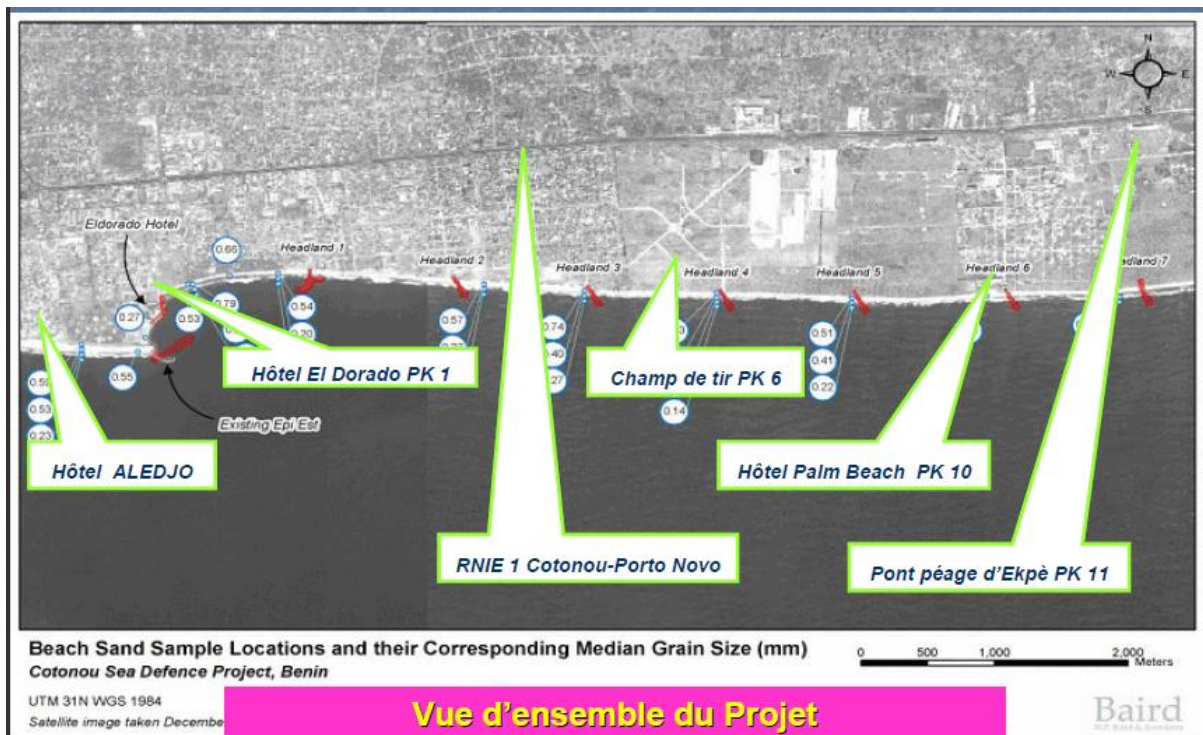 N
W
E
S
Eldorado Hotel
0.66
Headland 1
Headland 2
Headland 3
Headland 4
Headland 5
Headland 6
0.27
0.53
0.79
0.54
0.20
0.57
0.74
0.40
0.51
0.41
0.22
0.14
0.59
0.53
0.23
0.55
Existing Epi Est
Hôtel El Dorado PK 1
Champ de tir PK 6
Hôtel ALEDJO
Hôtel Palm Beach PK 10
RNIE 1 Cotonou-Porto Novo
Pont péage d'Ekpè PK 11
Beach Sand Sample Locations and their Corresponding Median Grain Size (mm)
Cotonou Sea Defence Project, Benin
0 500 1,000 2,000
Meters
UTM 31N WGS 1984
Satellite image taken
Vue d'ensemble du Projet
Baird